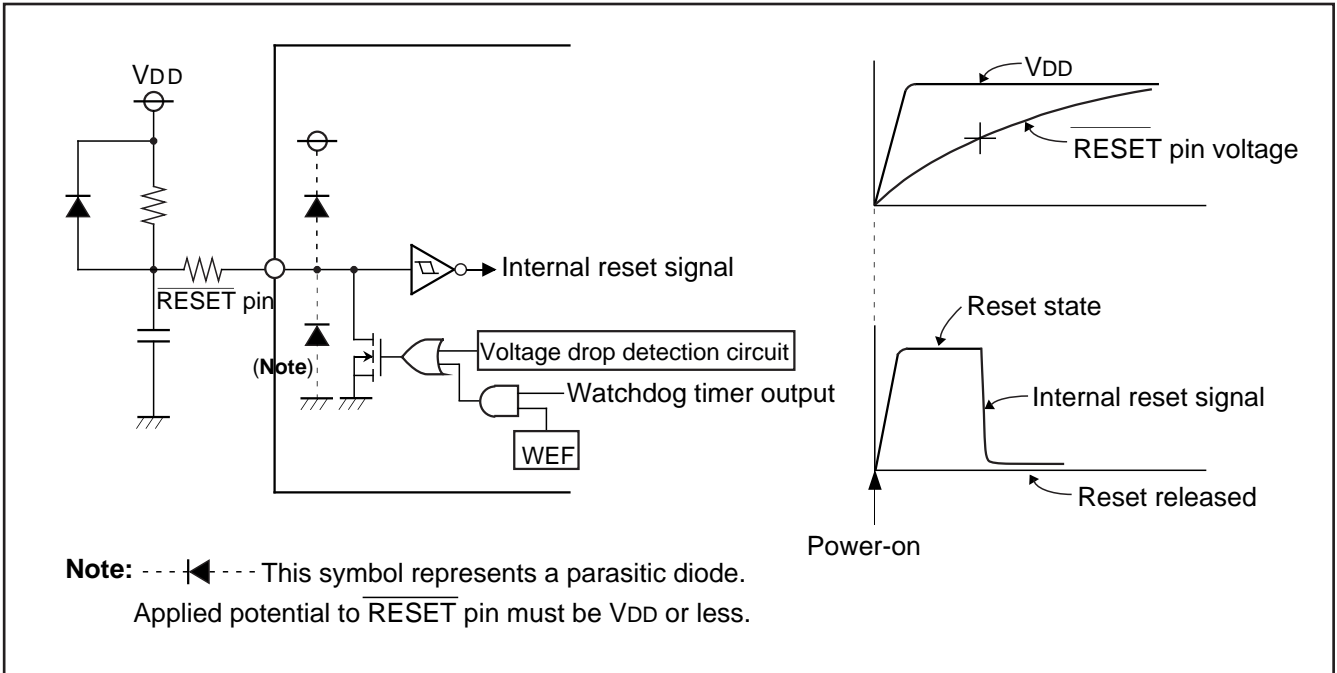 VDD
RESET pin
(Note)
Internal reset signal
Voltage drop detection circuit
Watchdog timer output
WEF
VDD
RESET pin voltage
Reset state
Internal reset signal
Reset released
Power-on
Note: This symbol represents a parasitic diode.
Applied potential to RESET pin must be VDD or less.